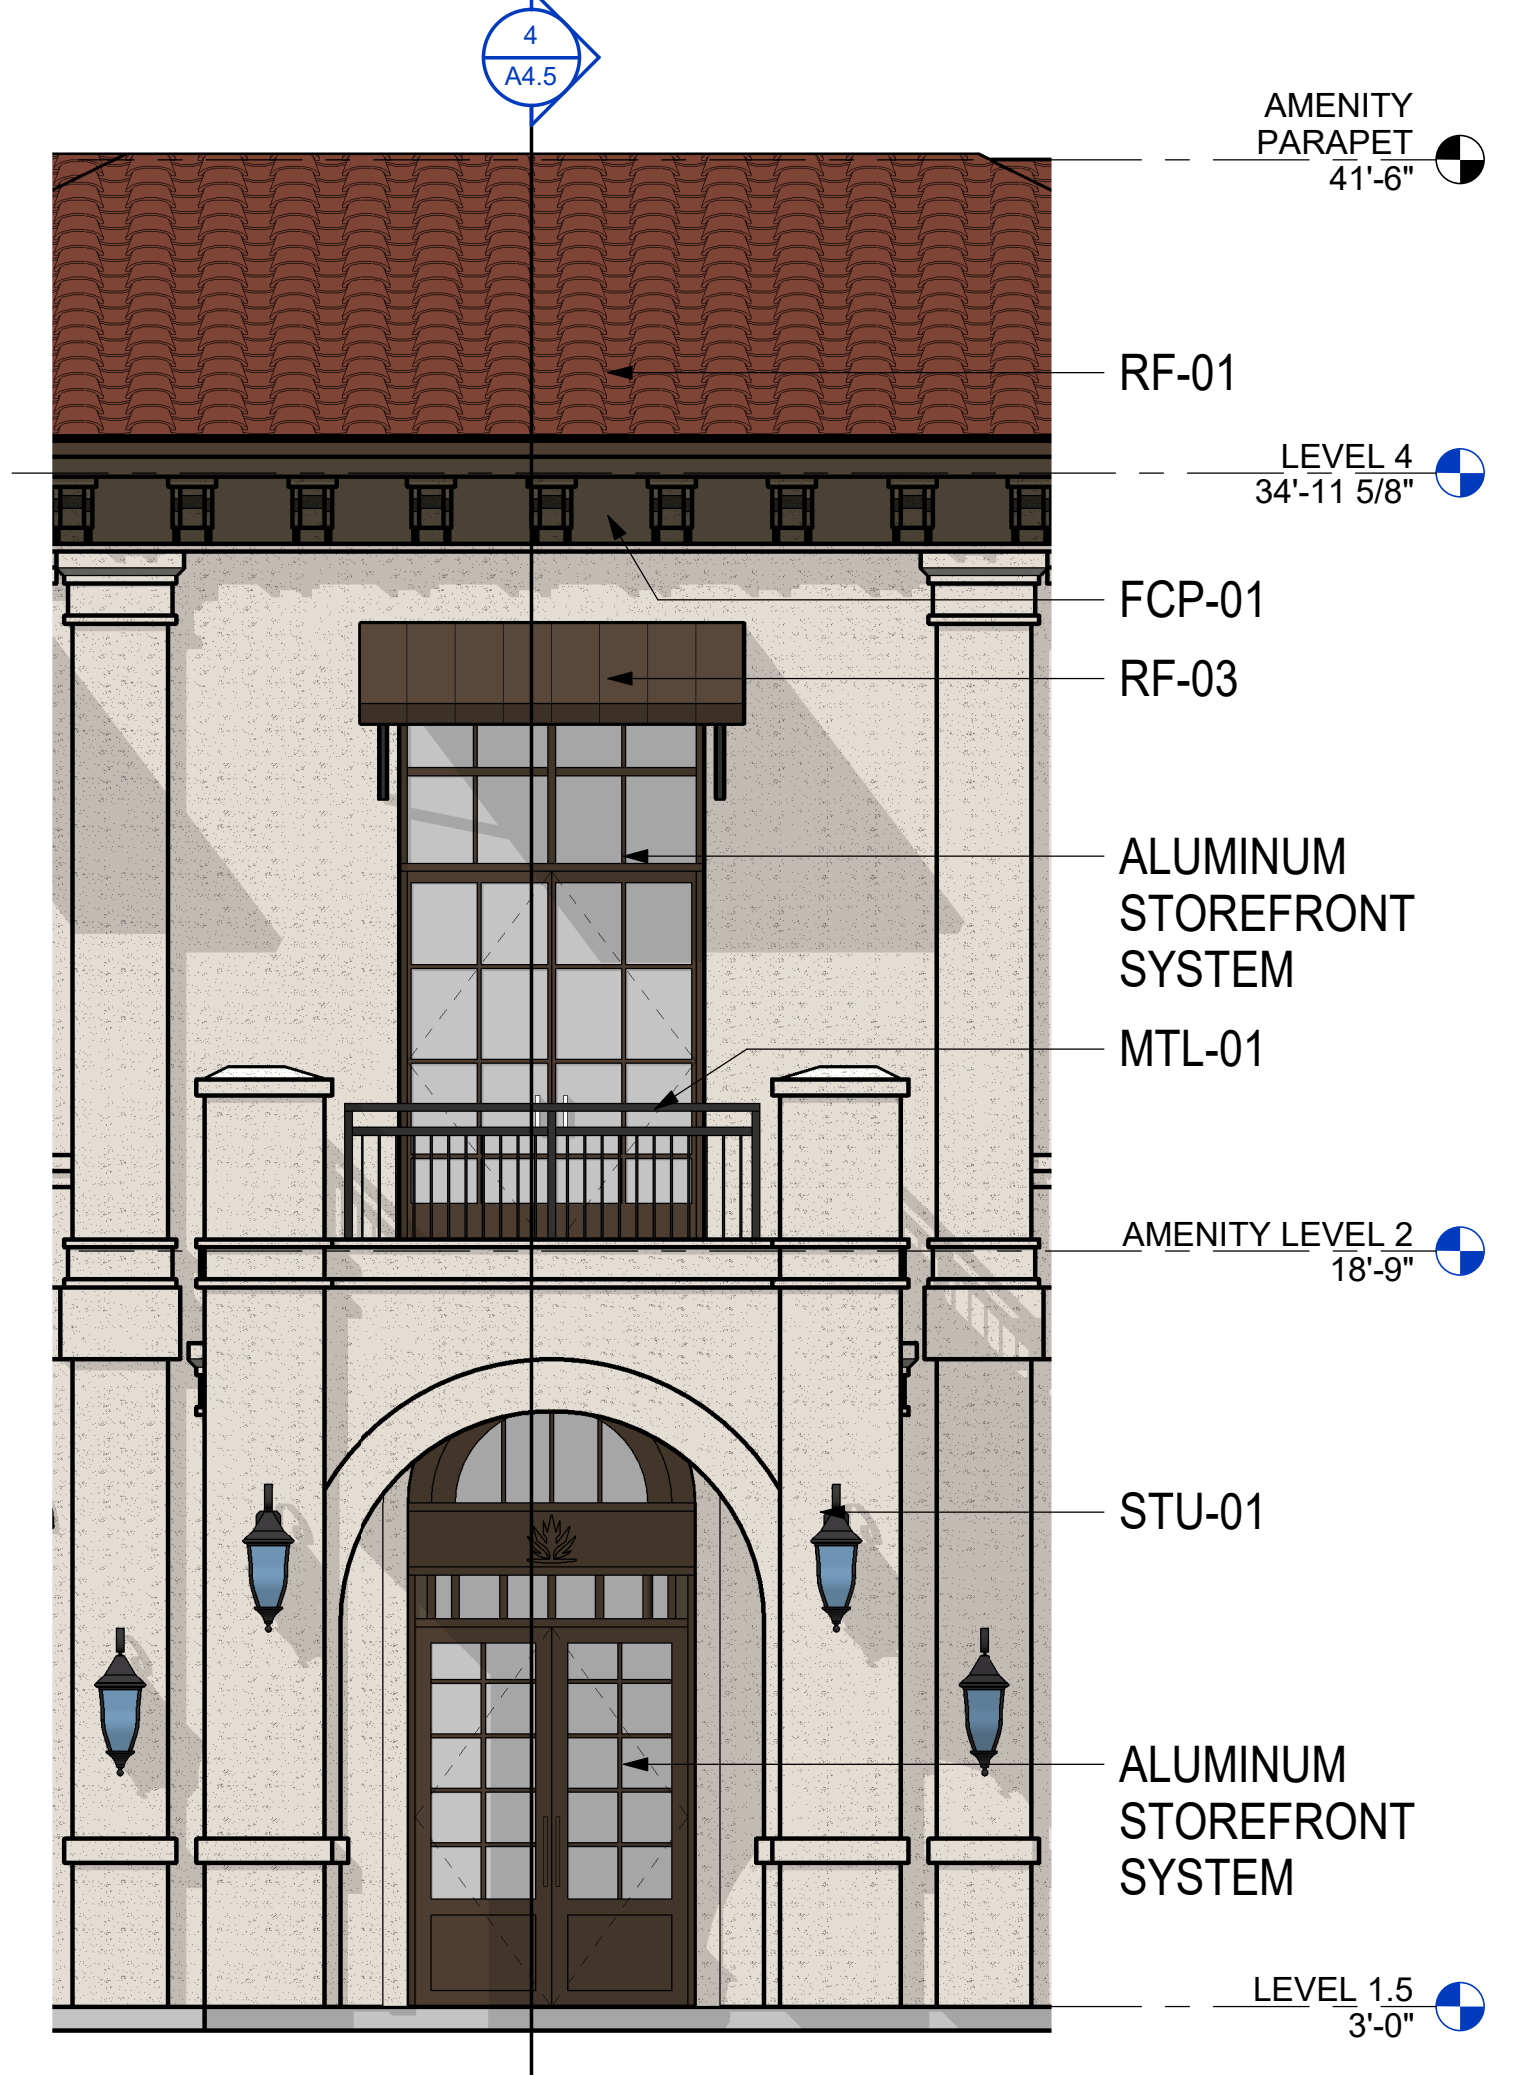 4
A4.5
AMENITY
PARAPET
41'-6"
RF-01
LEVEL 4
34'-11 5/8"
FCP-01
RF-03
ALUMINUM
STOREFRONT
SYSTEM
MTL-01
AMENITY LEVEL 2
18'-9"
STU-01
ALUMINUM
STOREFRONT
SYSTEM
LEVEL 1.5
3'-0"